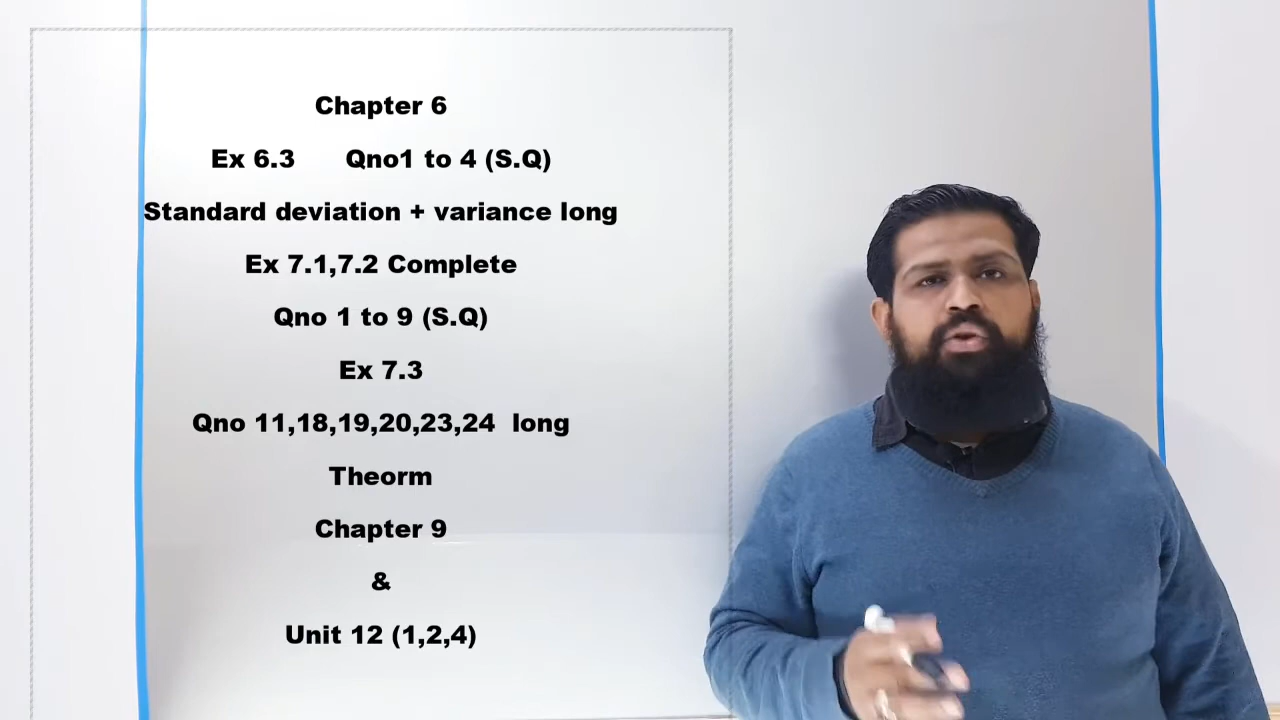 Chapter 6
Ex 6.3 Qno1 to 4 (S.Q)
Standard deviation + variance long
Ex 7.1,7.2 Complete
Qno 1 to 9 (S.Q)
Ex 7.3
Qno 11,18,19,20,23,24 long
Theorm
Chapter 9
&
Unit 12 (1,2,4)